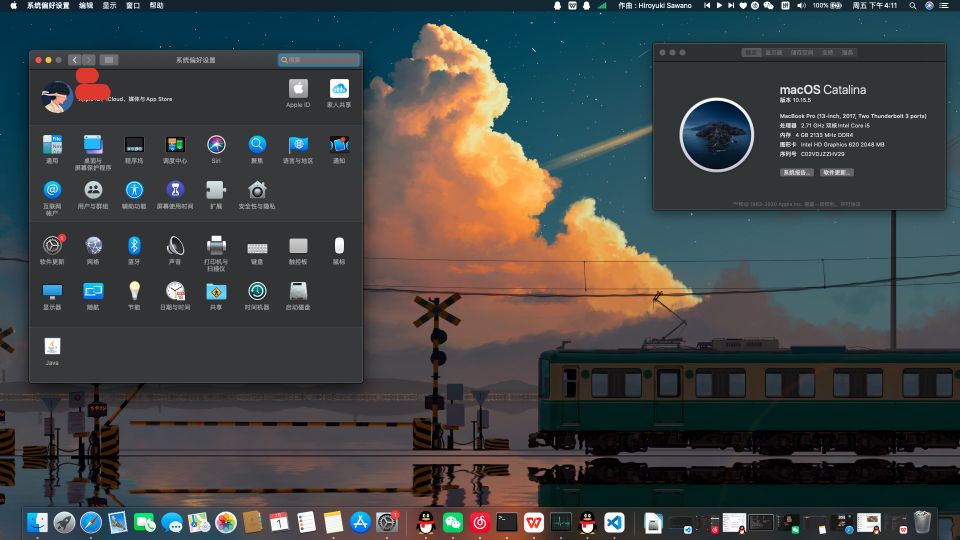 系统偏好设置 编辑 显示 窗口 帮助
作曲 : Hiroyuki Sawano
拼
100%
周五 下午4:11
系统偏好设置
搜索
iCloud、媒体与 App Store
Apple ID
家人共享
通用
桌面与
屏幕保护程序
程序坞
调度中心
Siri
聚焦
语言与地区
通知
互联网
帐户
用户与群组
辅助功能
屏幕使用时间
扩展
安全性与隐私
1
软件更新
网络
蓝牙
声音
打印机与
扫描仪
键盘
触控板
鼠标
显示器
随航
节能
日期与时间
共享
时间机器
启动磁盘
Java
概览 显示器 储存空间 支持 服务
macOS Catalina
版本 10.15.5
MacBook Pro (13-inch, 2017, Two Thunderbolt 3 ports)
处理器 2.71 GHz 双核Intel Core i5
内存 4 GB 2133 MHz DDR4
图形卡 Intel HD Graphics 620 2048 MB
序列号 C02VDJZZHV29
系统报告... 软件更新...
™和© 1983-2020 Apple Inc. 保留一切权利。许可协议
1
1